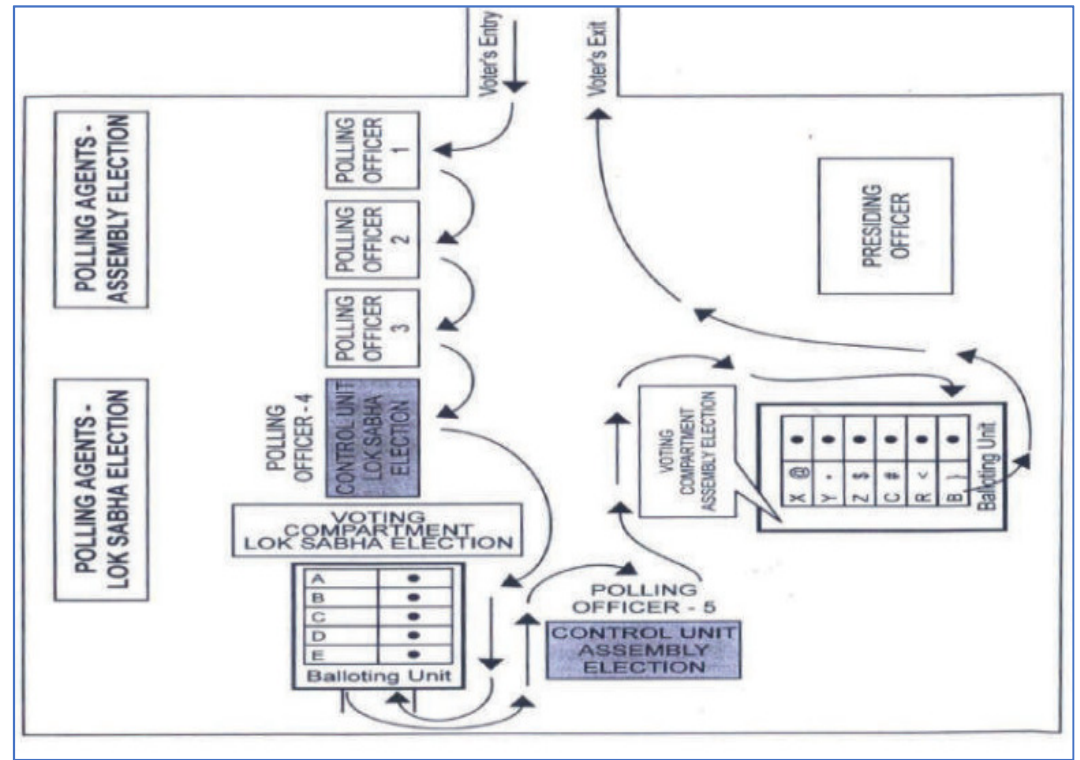 Voter's Entry
Voter's Exit
POLLING AGENTS -
ASSEMBLY ELECTION
POLLING
OFFICER
1
PRESIDING
OFFICER
POLLING
OFFICER
2
POLLING
OFFICER
3
POLLING AGENTS -
LOK SABHA ELECTION
POLLING
OFFICER - 4
CONTROL UNIT
LOK SABHA
ELECTION
VOTING
COMPARTMENT
ASSEMBLY ELECTION
X @
Y *
Z $
C #
R <
B }
Balloting Unit
VOTING
COMPARTMENT
LOK SABHA ELECTION
A
B
C
D
E
Balloting Unit
POLLING
OFFICER - 5
CONTROL UNIT
ASSEMBLY
ELECTION